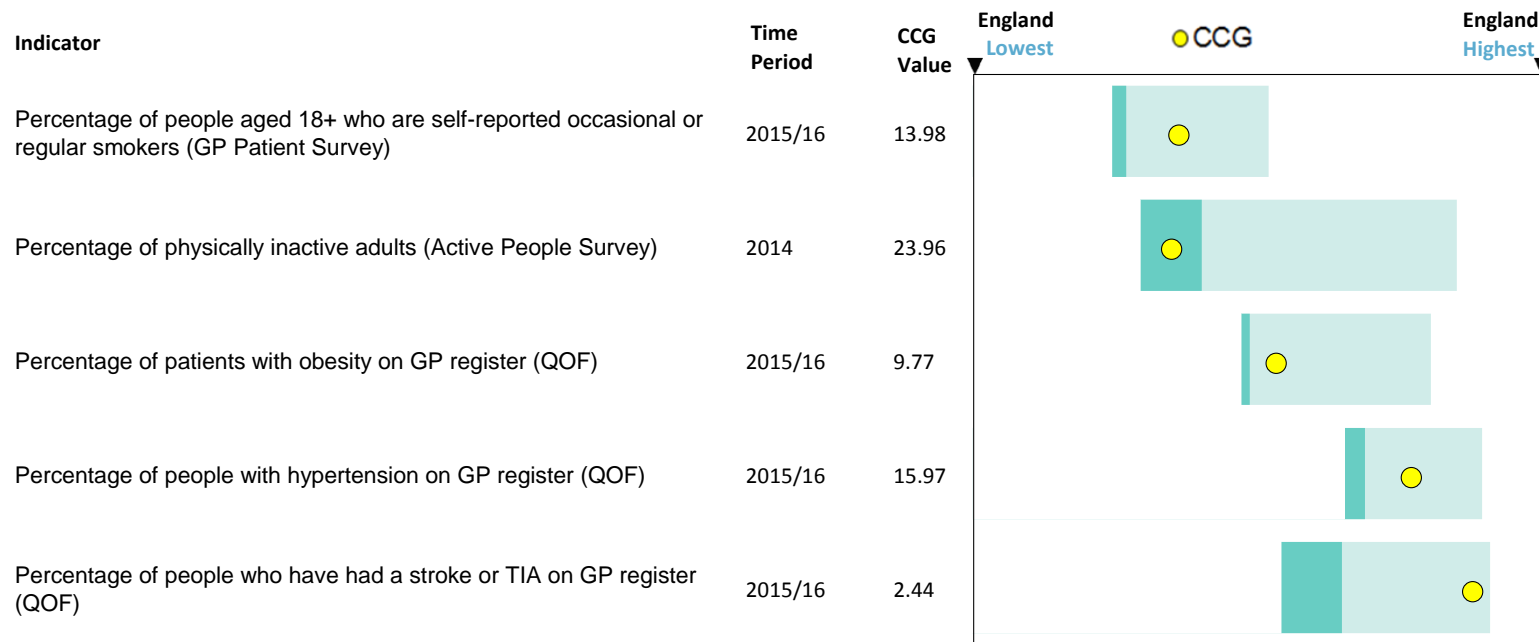 Indicator
Time
Period
CCG
Value
England
Lowest
CCG
England
Highest
Percentage of people aged 18+ who are self-reported occasional or
regular smokers (GP Patient Survey)
2015/16
13.98
Percentage of physically inactive adults (Active People Survey)
2014
23.96
Percentage of patients with obesity on GP register (QOF)
2015/16
9.77
Percentage of people with hypertension on GP register (QOF)
2015/16
15.97
Percentage of people who have had a stroke or TIA on GP register
(QOF)
2015/16
2.44